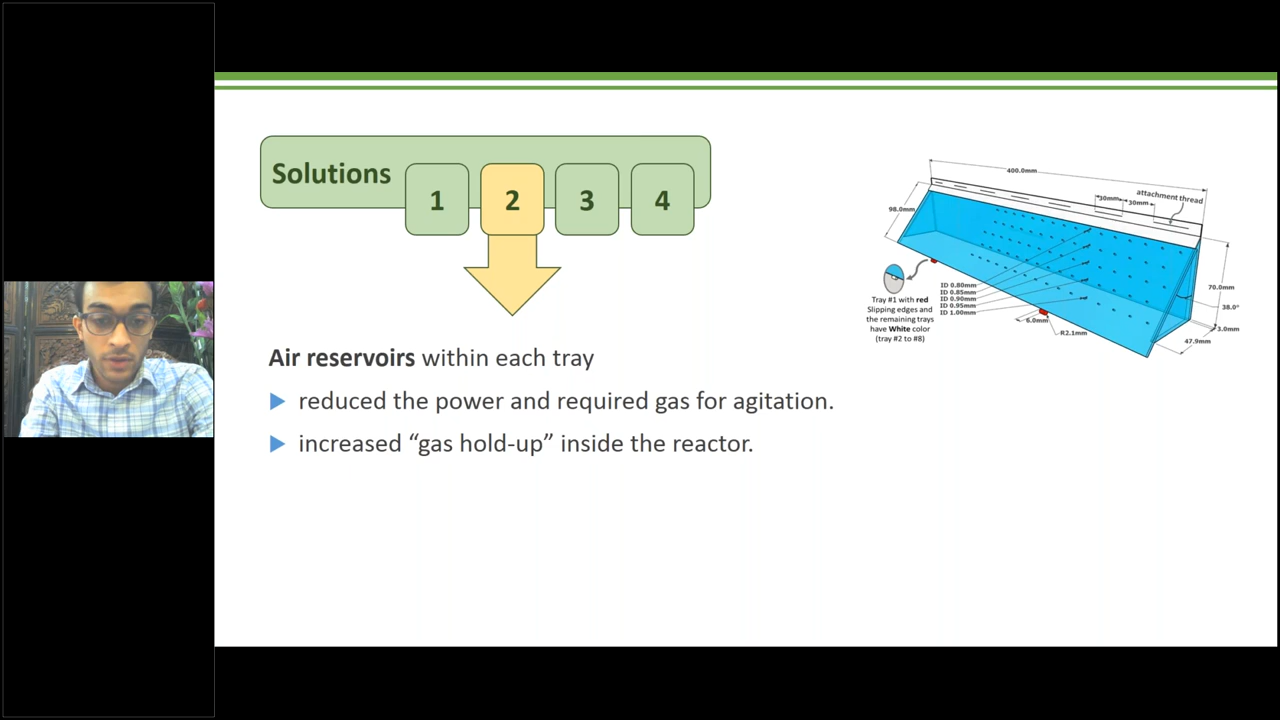 Solutions
1
2
3
4
Air reservoirs within each tray
reduced the power and required gas for agitation.
increased “gas hold-up” inside the reactor.
400.0mm
attachment thread
30mm
30mm
98.0mm
ID 0.80mm
ID 0.85mm
ID 0.90mm
ID 0.95mm
ID 1.00mm
Tray #1 with red
Slipping edges and
the remaining trays
have White color
(tray #2 to #8)
6.0mm
R2.1mm
70.0mm
38.0°
3.0mm
47.9mm